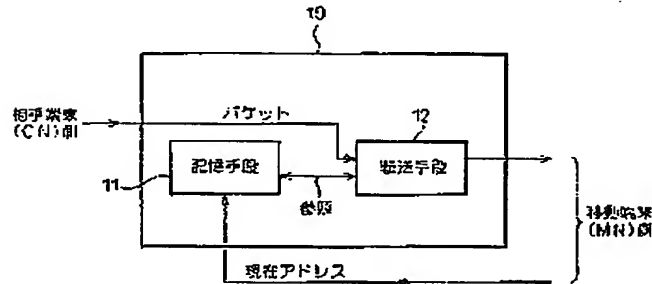 10
相手端末
(CN)側
パケット
12
記憶手段
転送手段
11
参照
移動端末
(MN)側
現在アドレス